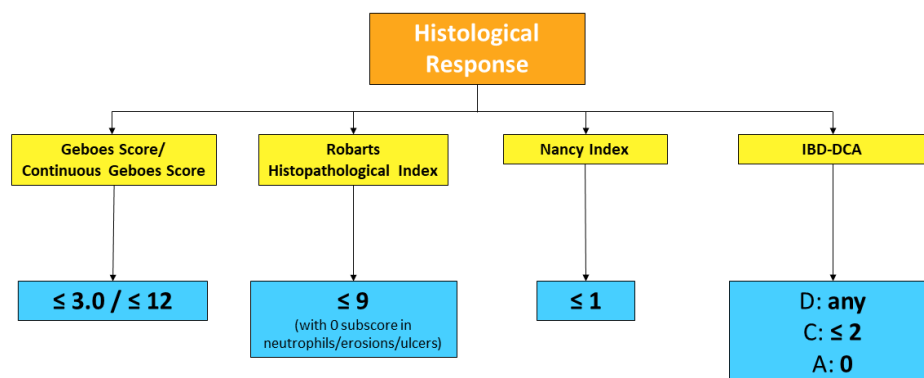 Histological
Response
Geboes Score/
Continuous Geboes Score
Robarts
Histopathological Index
Nancy Index
IBD-DCA
≤ 3.0 / ≤ 12
≤ 9
(with 0 subscore in
neutrophils/erosions/ulcers)
≤ 1
D: any
C: ≤ 2
A: 0